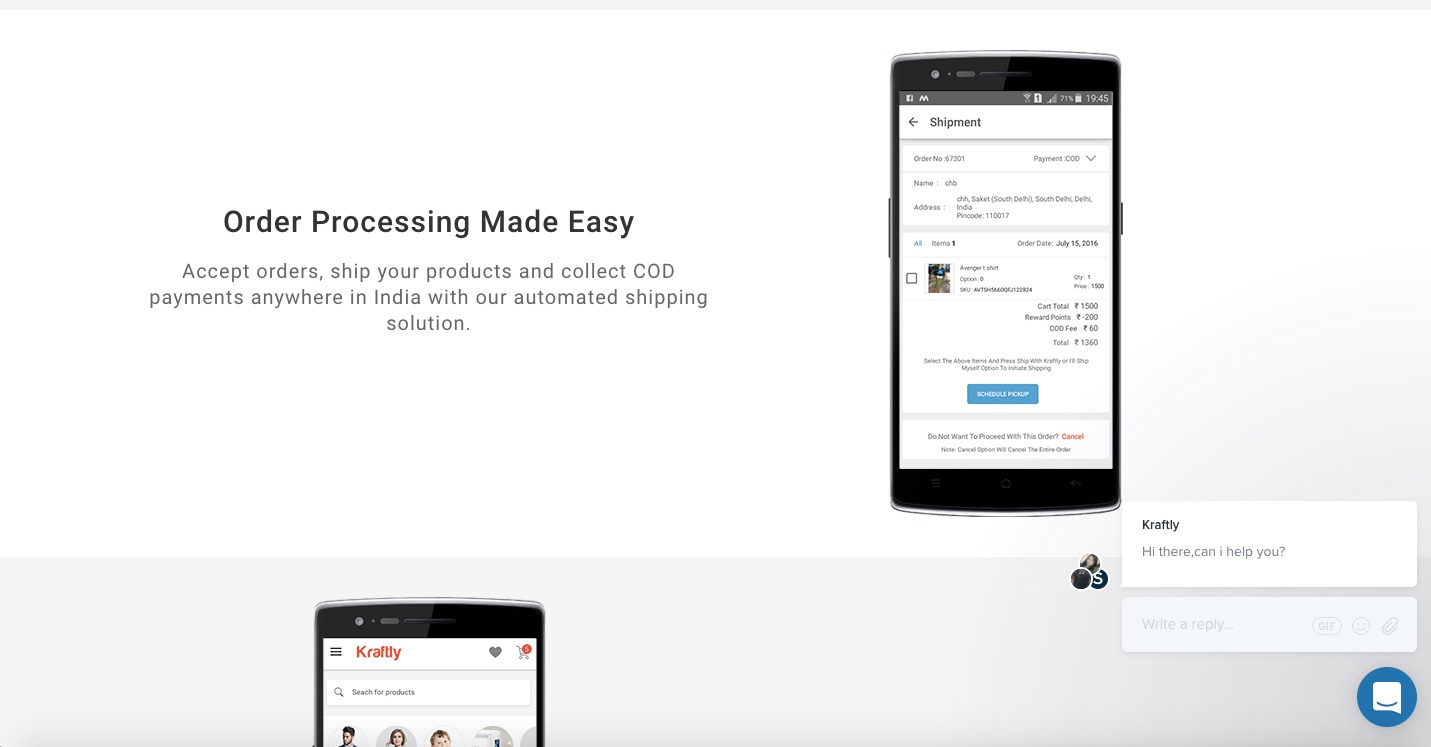 Order Processing Made Easy
Accept orders, ship your products and collect COD
payments anywhere in India with our automated shipping
solution.
71% 19:45
Shipment
Order No :67301 Payment :COD
Name : chb
Address : chh, Saket (South Delhi), South Delhi, Delhi,
India
Pincode: 110017
All Items 1 Order Date: July 15, 2016
Avenger t shirt
Option : 0 Qty : 1
SKU : AVTSH5660QFJ122824 Price : 1500
Cart Total ₹ 1500
Reward Points ₹ -200
COD Fee ₹ 60
Total ₹ 1360
Select The Above Items And Press Ship With Kraftly or I'll Ship
Myself Option To Initiate Shipping
SCHEDULE PICKUP
Do Not Want To Proceed With This Order? Cancel
Note: Cancel Option Will Cancel The Entire Order
Kraftly
Hi there,can i help you?
S
Write a reply... GIF
Kraftly 5
Seach for products